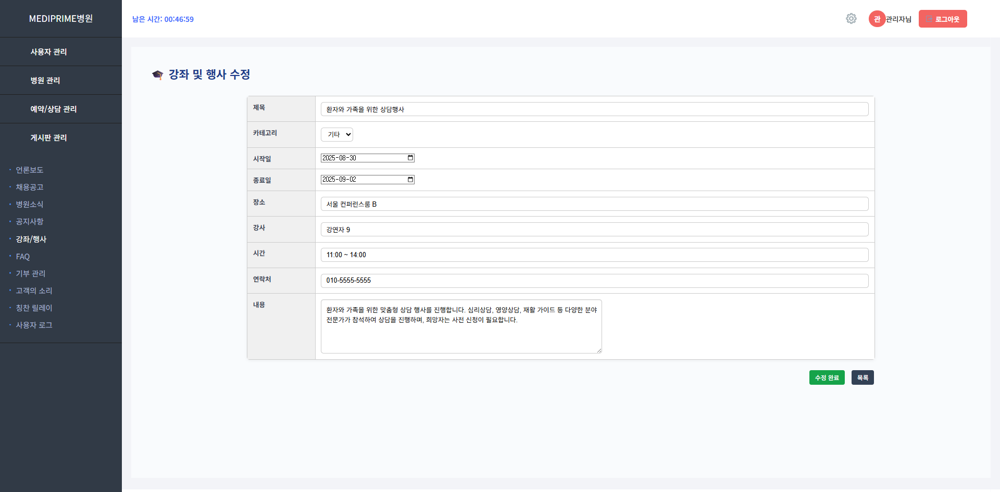 MEDIPRIME병원
남은 시간: 00:46:59
관
관리자님
로그아웃
사용자 관리
병원 관리
예약/상담 관리
게시판 관리
언론보도
채용공고
병원소식
공지사항
강좌/행사
FAQ
기부 관리
고객의 소리
칭찬 릴레이
사용자 로그
강좌 및 행사 수정
제목
환자와 가족을 위한 상담행사
카테고리
기타
시작일
2025-08-30
종료일
2025-09-02
장소
서울 컨퍼런스룸 B
강사
강연자 9
시간
11:00 ~ 14:00
연락처
010-5555-5555
내용
환자와 가족을 위한 맞춤형 상담 행사를 진행합니다. 심리상담, 영양상담, 재활 가이드 등 다양한 분야
전문가가 참석하여 상담을 진행하며, 희망자는 사전 신청이 필요합니다.
수정 완료
목록